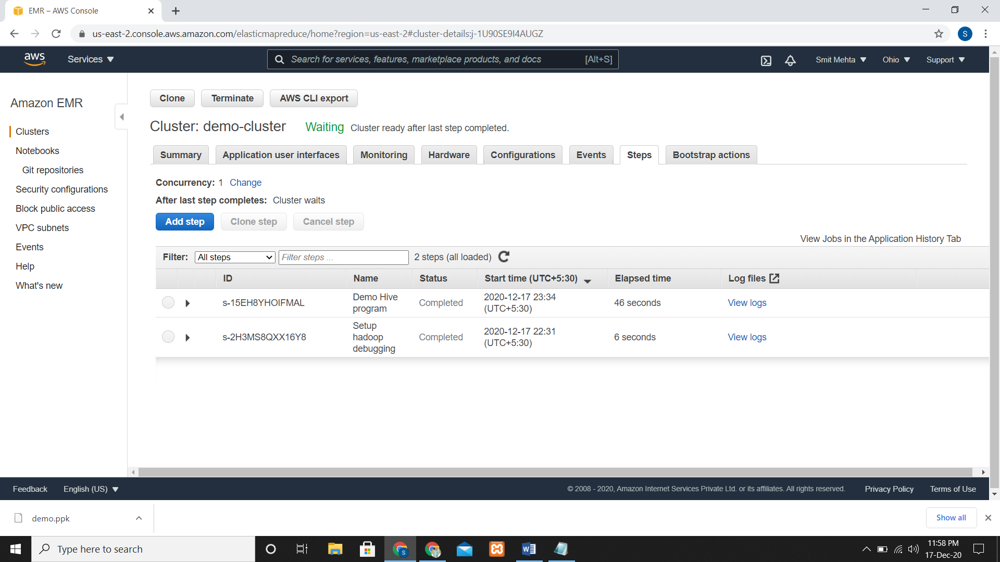 EMR – AWS Console
us-east-2.console.aws.amazon.com/elasticmapreduce/home?region=us-east-2#cluster-details:j-1U90SE9I4AUGZ
S
aws
Services
Search for services, features, marketplace products, and docs
[Alt+S]
Smit Mehta
Ohio
Support
Amazon EMR
Clusters
Notebooks
Git repositories
Security configurations
Block public access
VPC subnets
Events
Help
What's new
Clone
Terminate
AWS CLI export
Cluster: demo-cluster
Waiting
Cluster ready after last step completed.
Summary
Application user interfaces
Monitoring
Hardware
Configurations
Events
Steps
Bootstrap actions
Concurrency: 1 Change
After last step completes: Cluster waits
Add step
Clone step
Cancel step
View Jobs in the Application History Tab
Filter:
All steps
Filter steps ...
2 steps (all loaded)
ID
Name
Status
Start time (UTC+5:30)
Elapsed time
Log files
s-15EH8YHOIFMAL
Demo Hive
program
Completed
2020-12-17 23:34
(UTC+5:30)
46 seconds
View logs
s-2H3MS8QXX16Y8
Setup
hadoop
debugging
Completed
2020-12-17 22:31
(UTC+5:30)
6 seconds
View logs
Feedback
English (US)
© 2008 - 2020, Amazon Internet Services Private Ltd. or its affiliates. All rights reserved.
Privacy Policy
Terms of Use
demo.ppk
Show all
Type here to search
11:58 PM
17-Dec-20